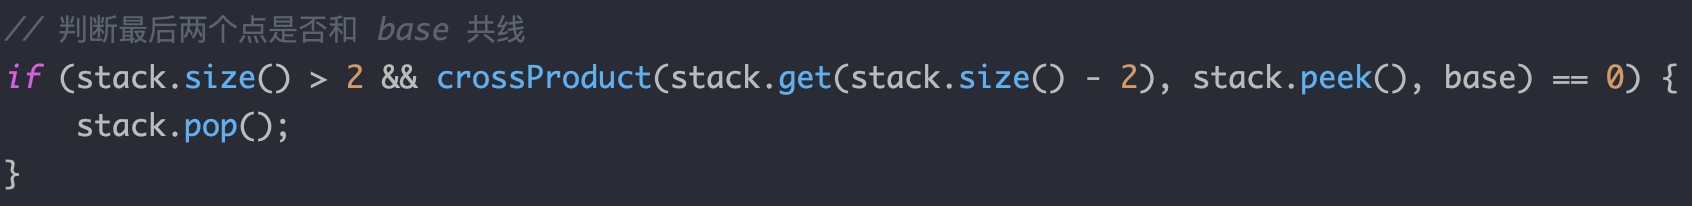 // 判断最后两个点是否和 base 共线
if (stack.size() > 2 && crossProduct(stack.get(stack.size() - 2), stack.peek(), base) == 0) {
    stack.pop();
}